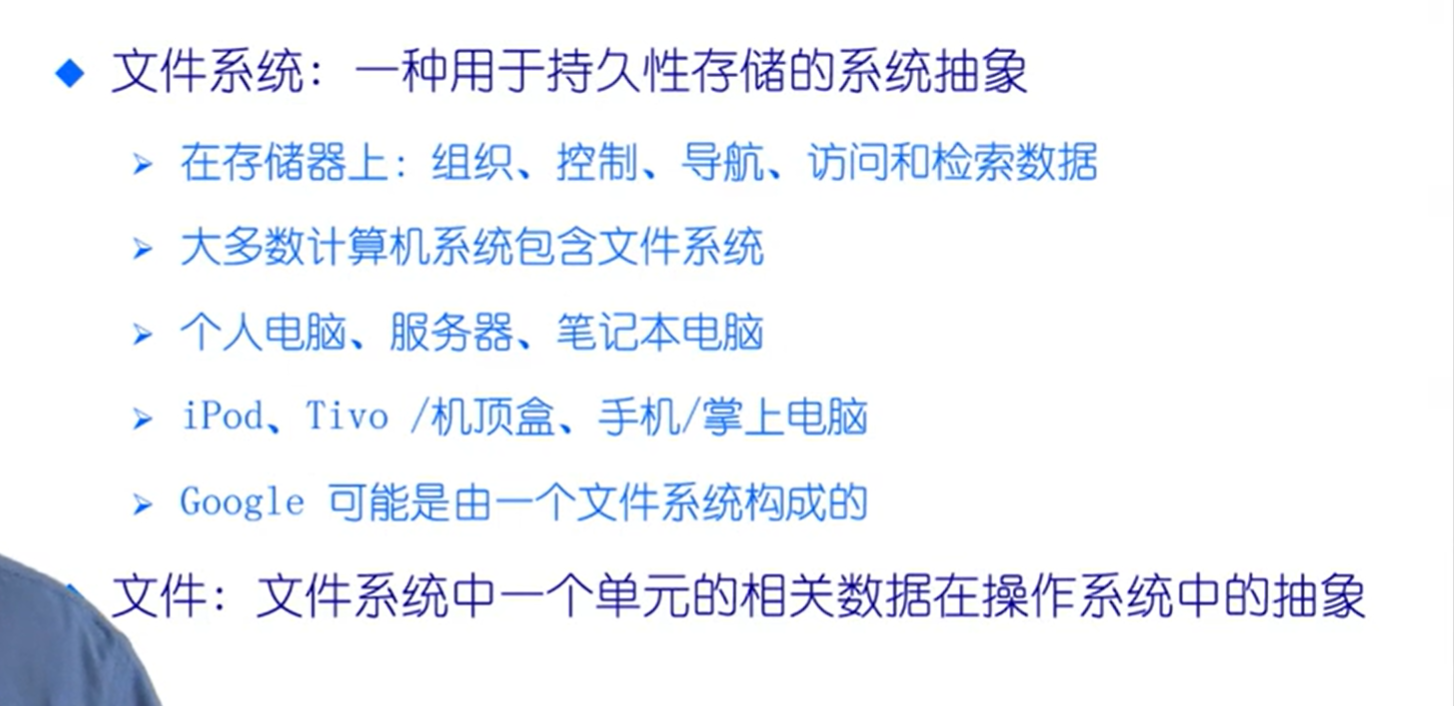 文件系统：一种用于持久性存储的系统抽象
在存储器上：组织、控制、导航、访问和检索数据
大多数计算机系统包含文件系统
个人电脑、服务器、笔记本电脑
iPod、Tivo /机顶盒、手机/掌上电脑
Google 可能是由一个文件系统构成的
文件：文件系统中一个单元的相关数据在操作系统中的抽象